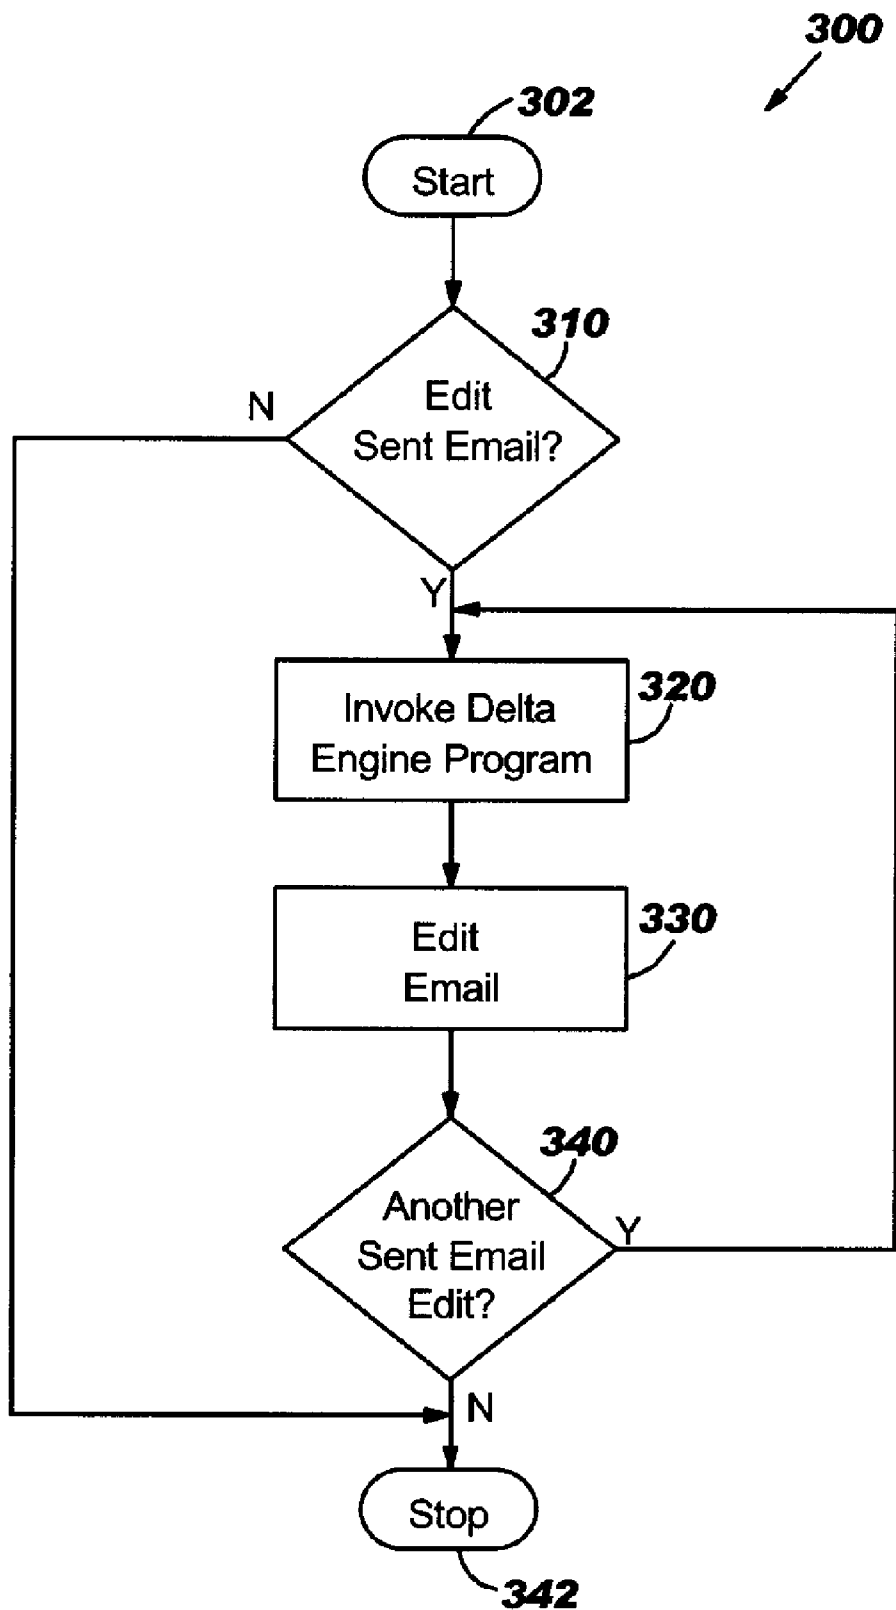 300
302
Start
310
N
Edit
Sent Email?
Y
320
Invoke Delta
Engine Program
330
Edit
Email
340
Another
Sent Email
Edit?
Y
N
Stop
342